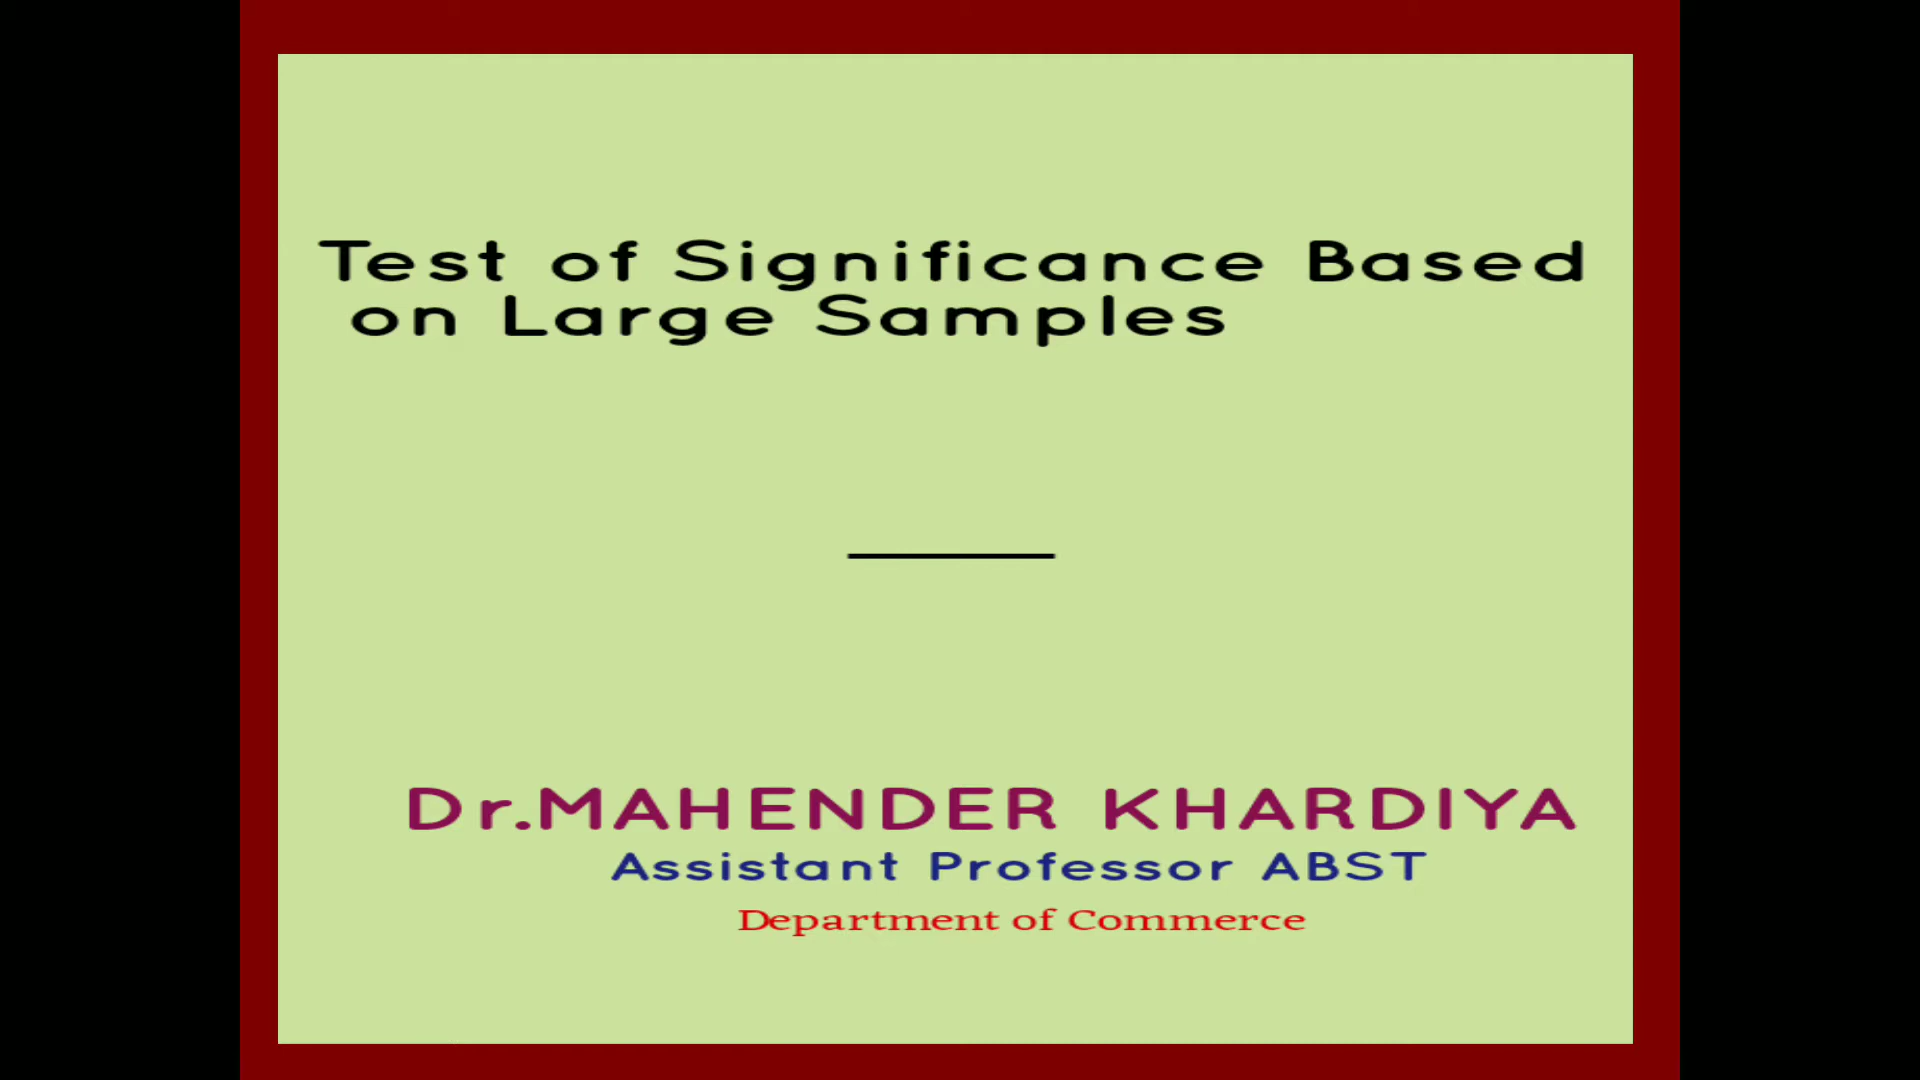 Test of Significance Based
on Large Samples
Dr.MAHENDER KHARDIYA
Assistant Professor ABST
Department of Commerce